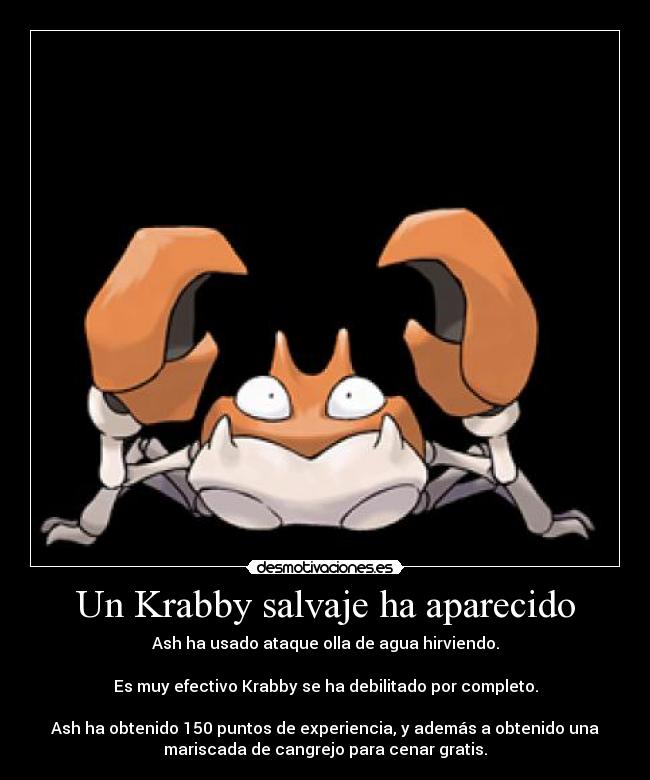 desmotivaciones.es
Un Krabby salvaje ha aparecido
Ash ha usado ataque olla de agua hirviendo.
Es muy efectivo Krabby se ha debilitado por completo.
Ash ha obtenido 150 puntos de experiencia, y además a obtenido una
mariscada de cangrejo para cenar gratis.